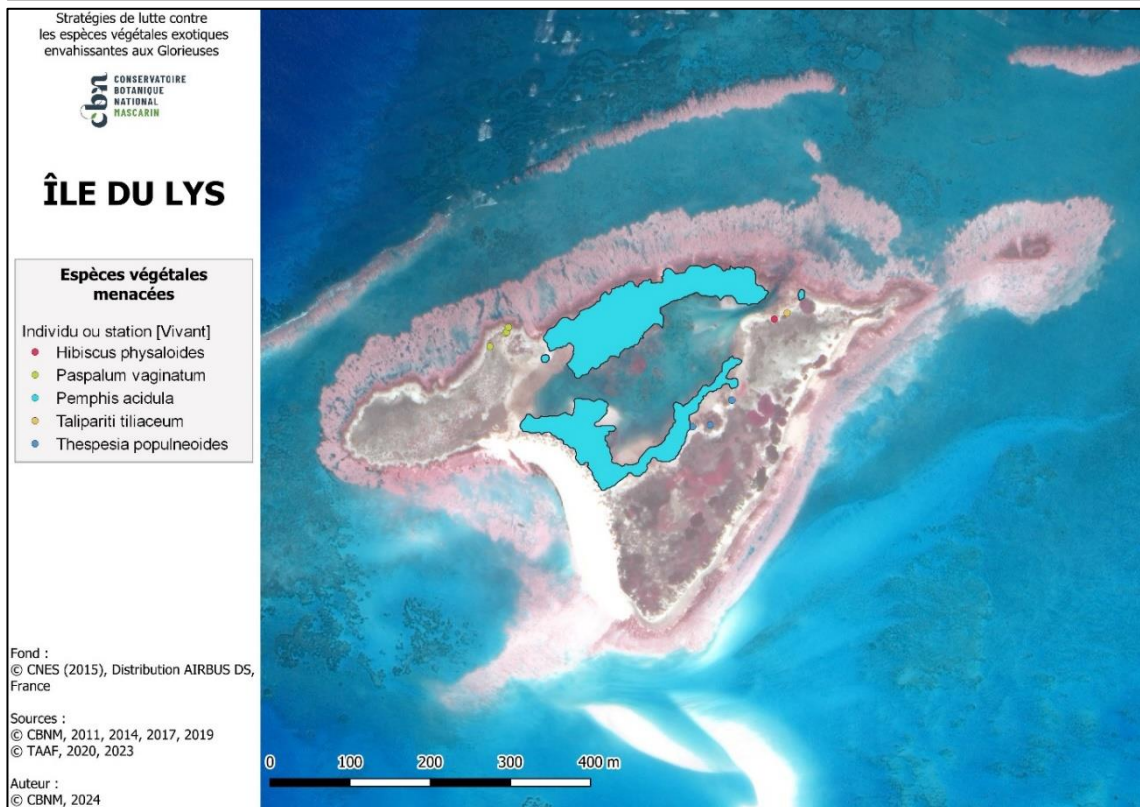 Stratégies de lutte contre
les espèces végétales exotiques
envahissantes aux Glorieuses
cbn
CONSERVATOIRE
BOTANIQUE
NATIONAL
MASCARIN
ÎLE DU LYS
Espèces végétales
menacées
Individu ou station [Vivant]
Hibiscus physaloides
Paspalum vaginatum
Pemphis acidula
Talipariti tiliaceum
Thespesia populneoides
Fond :
© CNES (2015), Distribution AIRBUS DS,
France
Sources :
© CBNM, 2011, 2014, 2017, 2019
© TAAF, 2020, 2023
Auteur :
© CBNM, 2024
0 100 200 300 400 m